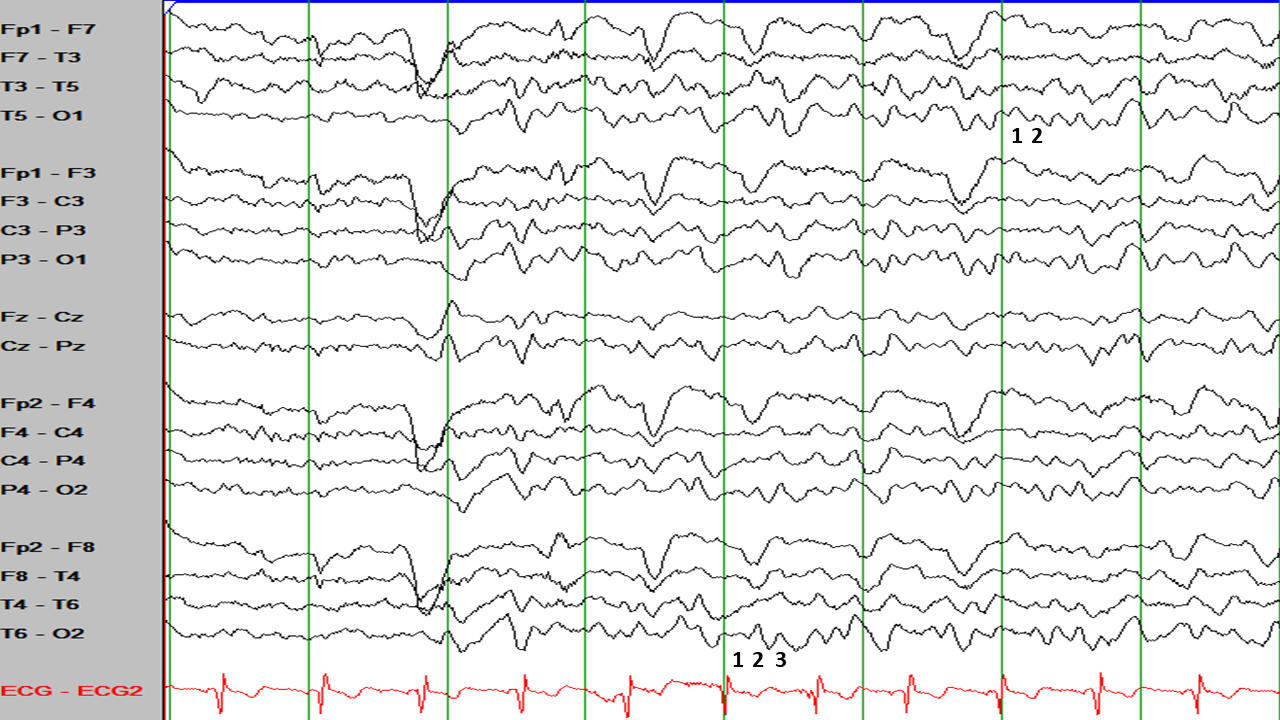 Fp1 - F7
F7 - T3
T3 - T5
T5 - O1
1 2
Fp1 - F3
F3 - C3
C3 - P3
P3 - O1
Fz - Cz
Cz - Pz
Fp2 - F4
F4 - C4
C4 - P4
P4 - O2
Fp2 - F8
F8 - T4
T4 - T6
T6 - O2
1 2 3
ECG - ECG2